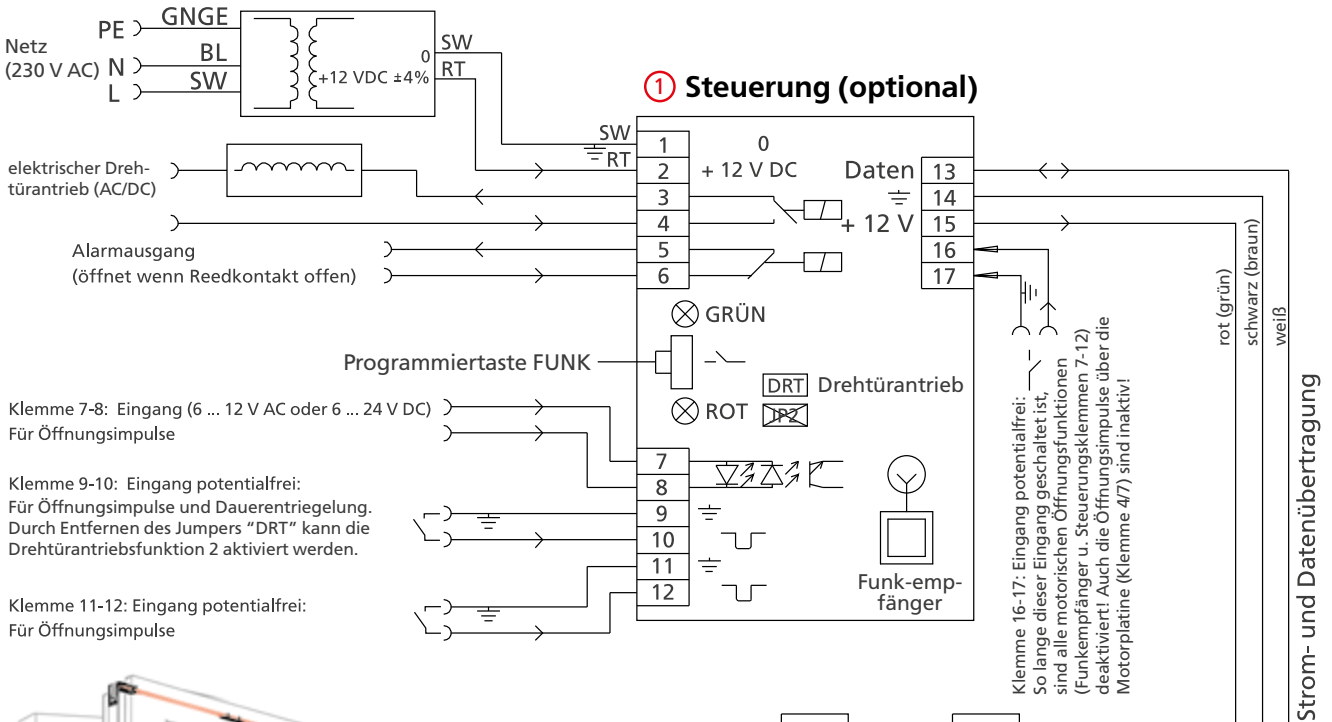 PE
GNGE
Netz
(230 V AC)
N
BL
L
SW
0
+12 VDC ±4%
SW
RT
1 Steuerung (optional)
SW
RT
1
2
3
4
5
6
0
+ 12 V DC
Daten
+ 12 V
13
14
15
16
17
elektrischer Dreh-
türantrieb (AC/DC)
Alarmausgang
(öffnet wenn Reedkontakt offen)
GRÜN
Programmiertaste FUNK
DRT Drehtürantrieb
ROT
JP2
Klemme 7-8: Eingang (6 ... 12 V AC oder 6 ... 24 V DC)
Für Öffnungsimpulse
7
8
9
10
11
12
Klemme 9-10: Eingang potentialfrei:
Für Öffnungsimpulse und Dauerentriegelung.
Durch Entfernen des Jumpers “DRT” kann die
Drehtürantriebsfunktion 2 aktiviert werden.
Klemme 11-12: Eingang potentialfrei:
Für Öffnungsimpulse
Funk-emp-
fänger
Klemme 16-17: Eingang potentialfrei:
So lange dieser Eingang geschaltet ist,
sind alle motorischen Öffnungsfunktionen
(Funkempfänger u. Steuerungsklemmen 7-12)
deaktiviert! Auch die Öffnungsimpulse über die
Motorplatine (Klemme 4/7) sind inaktiv!
rot (grün)
schwarz (braun)
weiß
Strom- und Datenübertragung